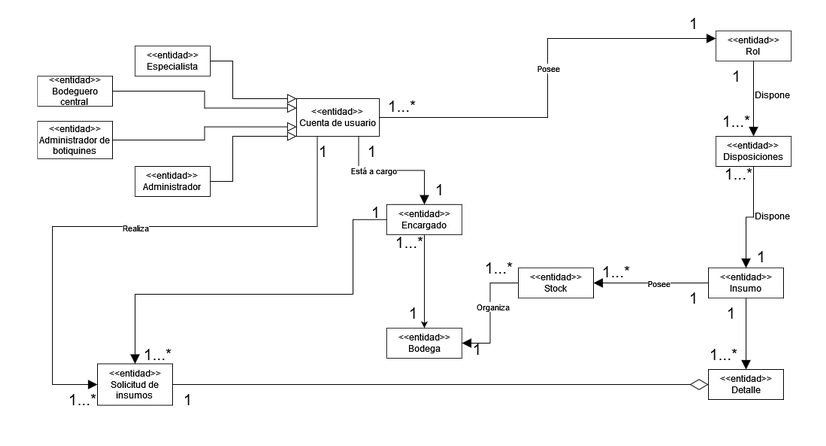 <<entidad>>
Especialista
<<entidad>>
Bodeguero
central
<<entidad>>
Administrador de
botiquines
<<entidad>>
Administrador
<<entidad>>
Cuenta de usuario
1...*
Posee
1
<<entidad>>
Rol
1
Dispone
1...*
<<entidad>>
Disposiciones
1...*
Dispone
1
1
1
Está a cargo
1
Realiza
1
<<entidad>>
Encargado
1...*
1
<<entidad>>
Bodega
1
Organiza
1...*
<<entidad>>
Stock
1...*
Posee
1
<<entidad>>
Insumo
1
1...*
<<entidad>>
Detalle
1...*
<<entidad>>
Solicitud de
insumos
1...*
1